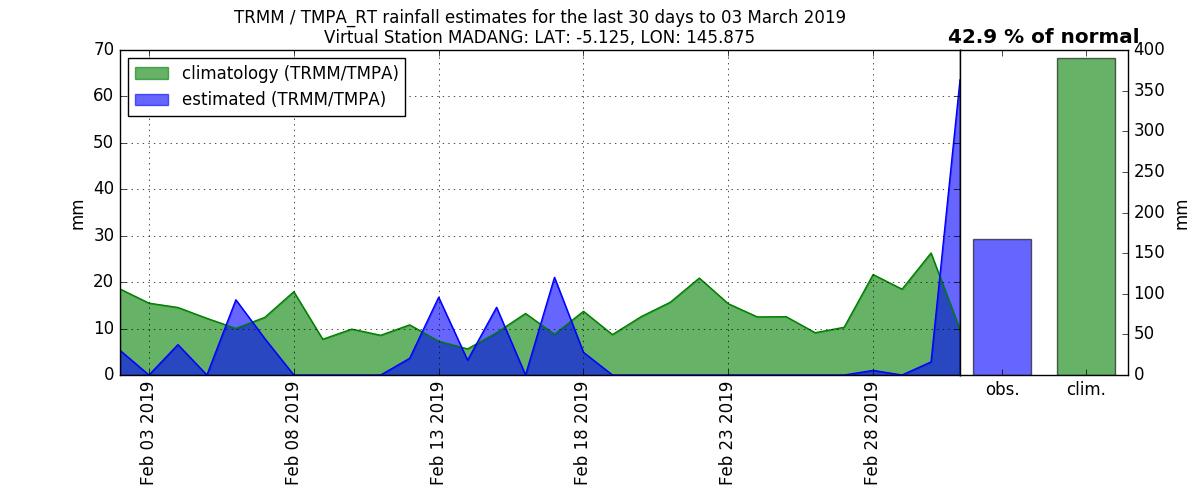 TRMM / TMPA_RT rainfall estimates for the last 30 days to 03 March 2019
Virtual Station MADANG: LAT: -5.125, LON: 145.875
42.9 % of normal
climatology (TRMM/TMPA)
estimated (TRMM/TMPA)
mm
70
60
50
40
30
20
10
0
Feb 03 2019
Feb 08 2019
Feb 13 2019
Feb 18 2019
Feb 23 2019
Feb 28 2019
obs.
clim.
400
350
300
250
200
150
100
50
0
mm